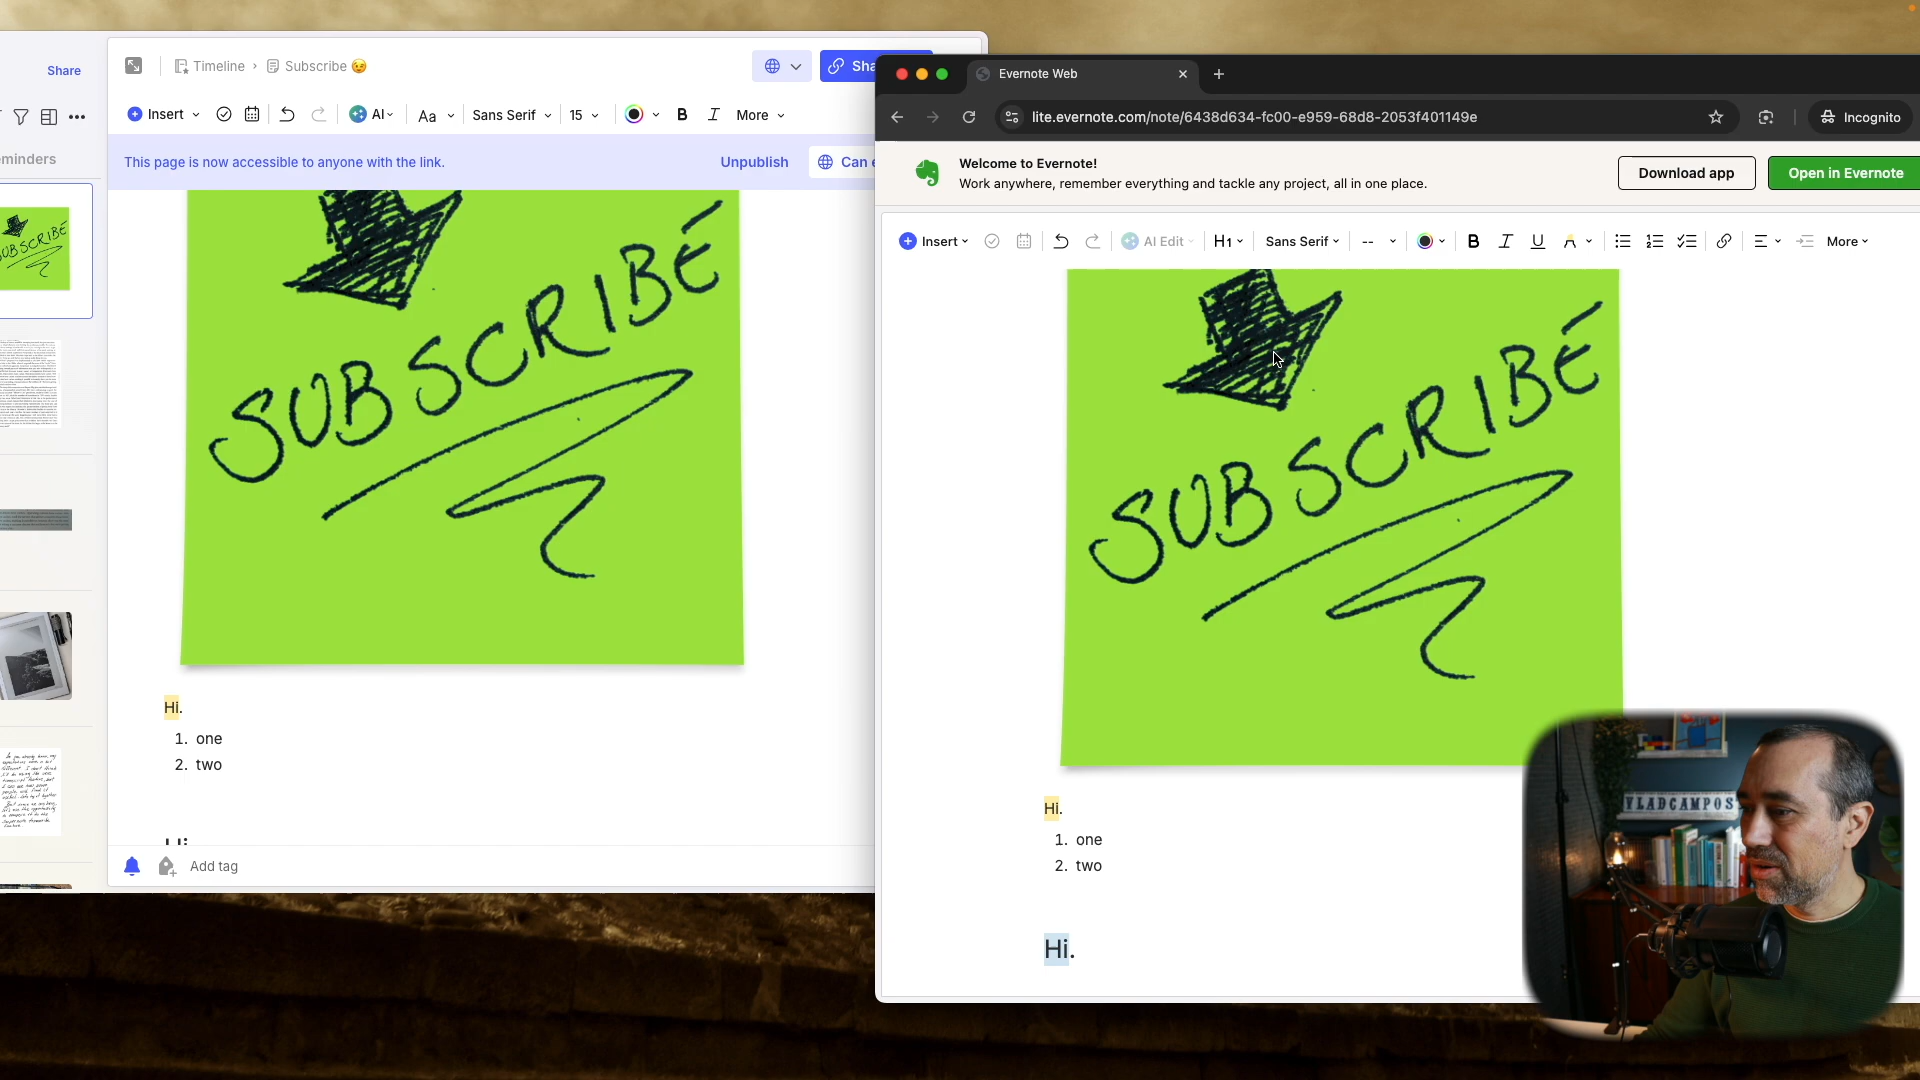 Share
Timeline › Subscribe 😉
Sha
Insert
AI
Aa
Sans Serif
15
B
I
More
minders
This page is now accessible to anyone with the link.
Unpublish
Can e
SUBSCRIBE
SUBSCRIBE
Hi.
1. one
2. two
Add tag
Evernote Web
lite.evernote.com/note/6438d634-fc00-e959-68d8-2053f401149e
Incognito
Welcome to Evernote!
Work anywhere, remember everything and tackle any project, all in one place.
Download app
Open in Evernote
Insert
AI Edit
H1
Sans Serif
--
B
I
U
A
More
SUBSCRIBE
Hi.
1. one
2. two
Hi.
VLADCAMPOS